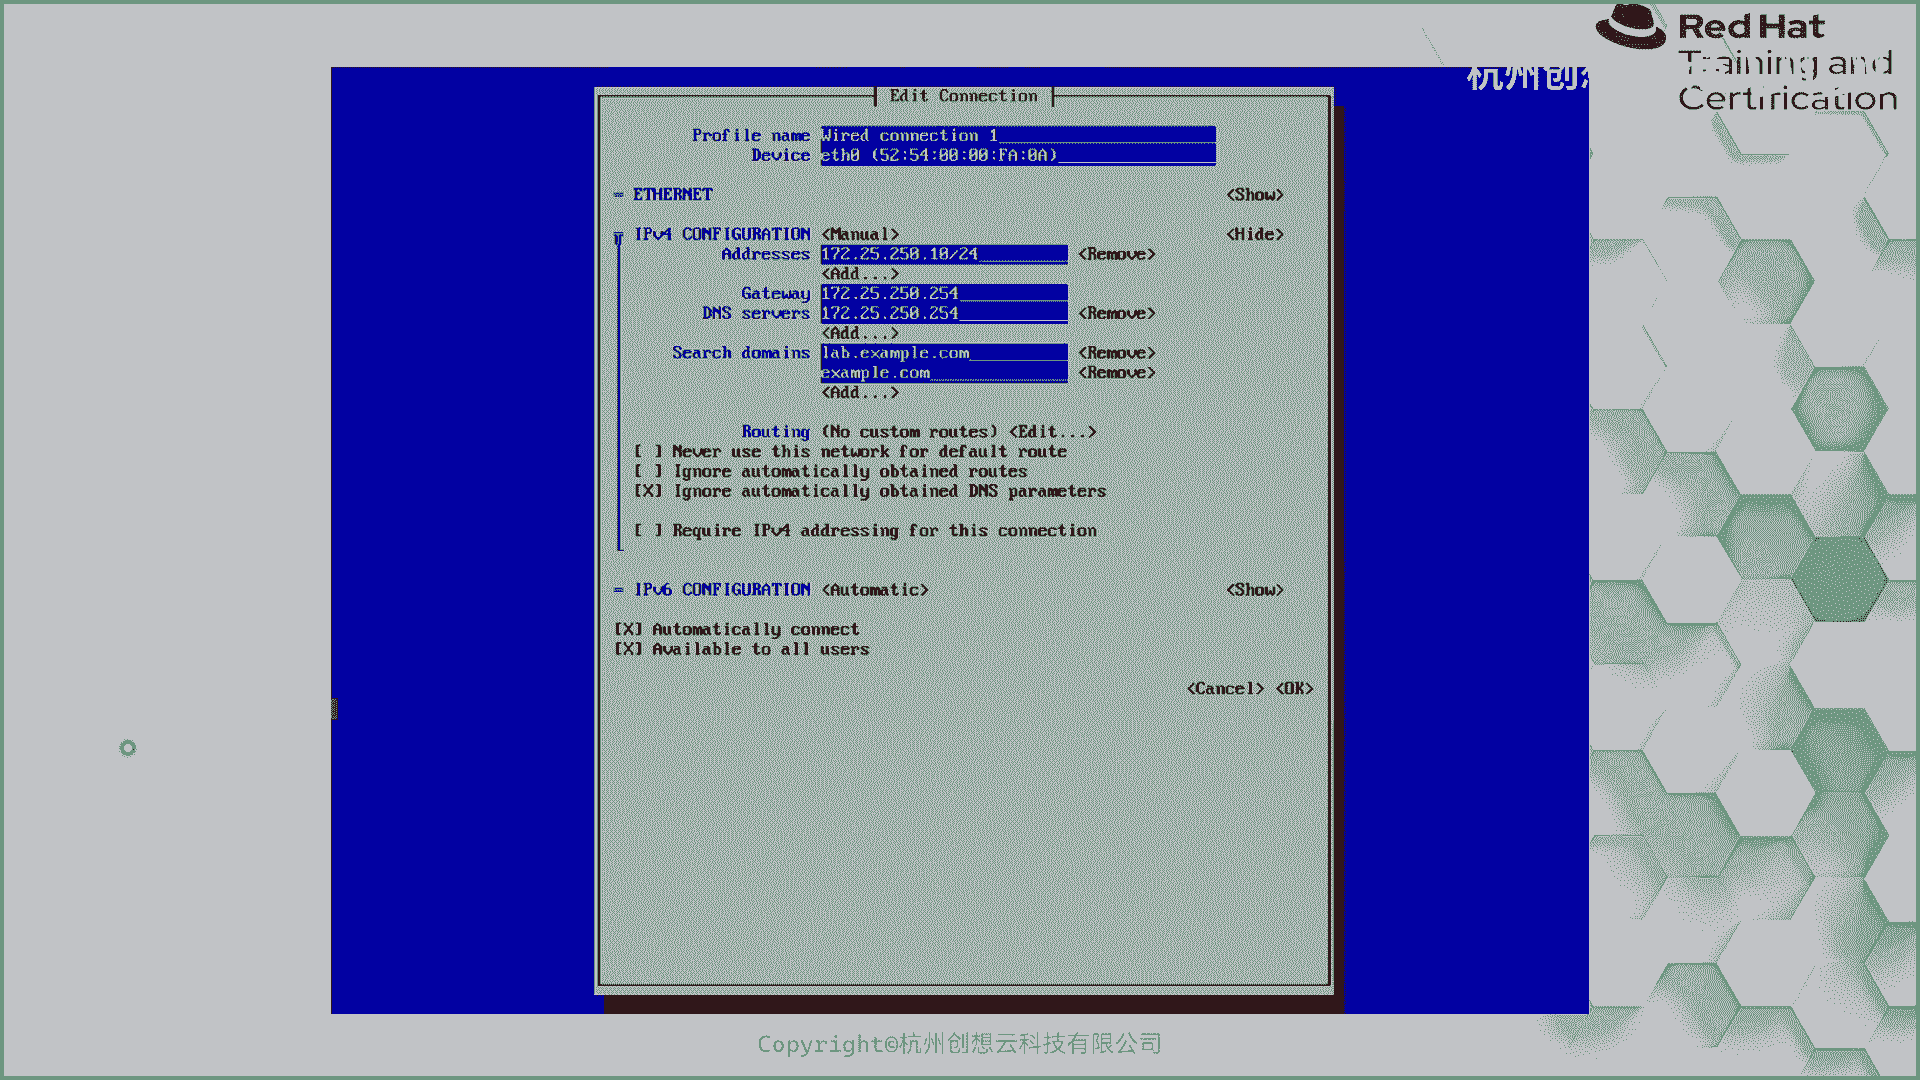 Red Hat
Training and
Certification
杭州创
Edit Connection
Profile name Wired connection 1
Device eth0 (52:54:00:00:FA:0A)
= ETHERNET <Show>
IPv4 CONFIGURATION <Manual> <Hide>
Addresses 172.25.250.10/24 <Remove>
<Add...>
Gateway 172.25.250.254
DNS servers 172.25.250.254 <Remove>
<Add...>
Search domains lab.example.com <Remove>
example.com <Remove>
<Add...>
Routing (No custom routes) <Edit...>
[ ] Never use this network for default route
[ ] Ignore automatically obtained routes
[X] Ignore automatically obtained DNS parameters
[ ] Require IPv4 addressing for this connection
= IPv6 CONFIGURATION <Automatic> <Show>
[X] Automatically connect
[X] Available to all users
<Cancel> <OK>
Copyright©杭州创想云科技有限公司